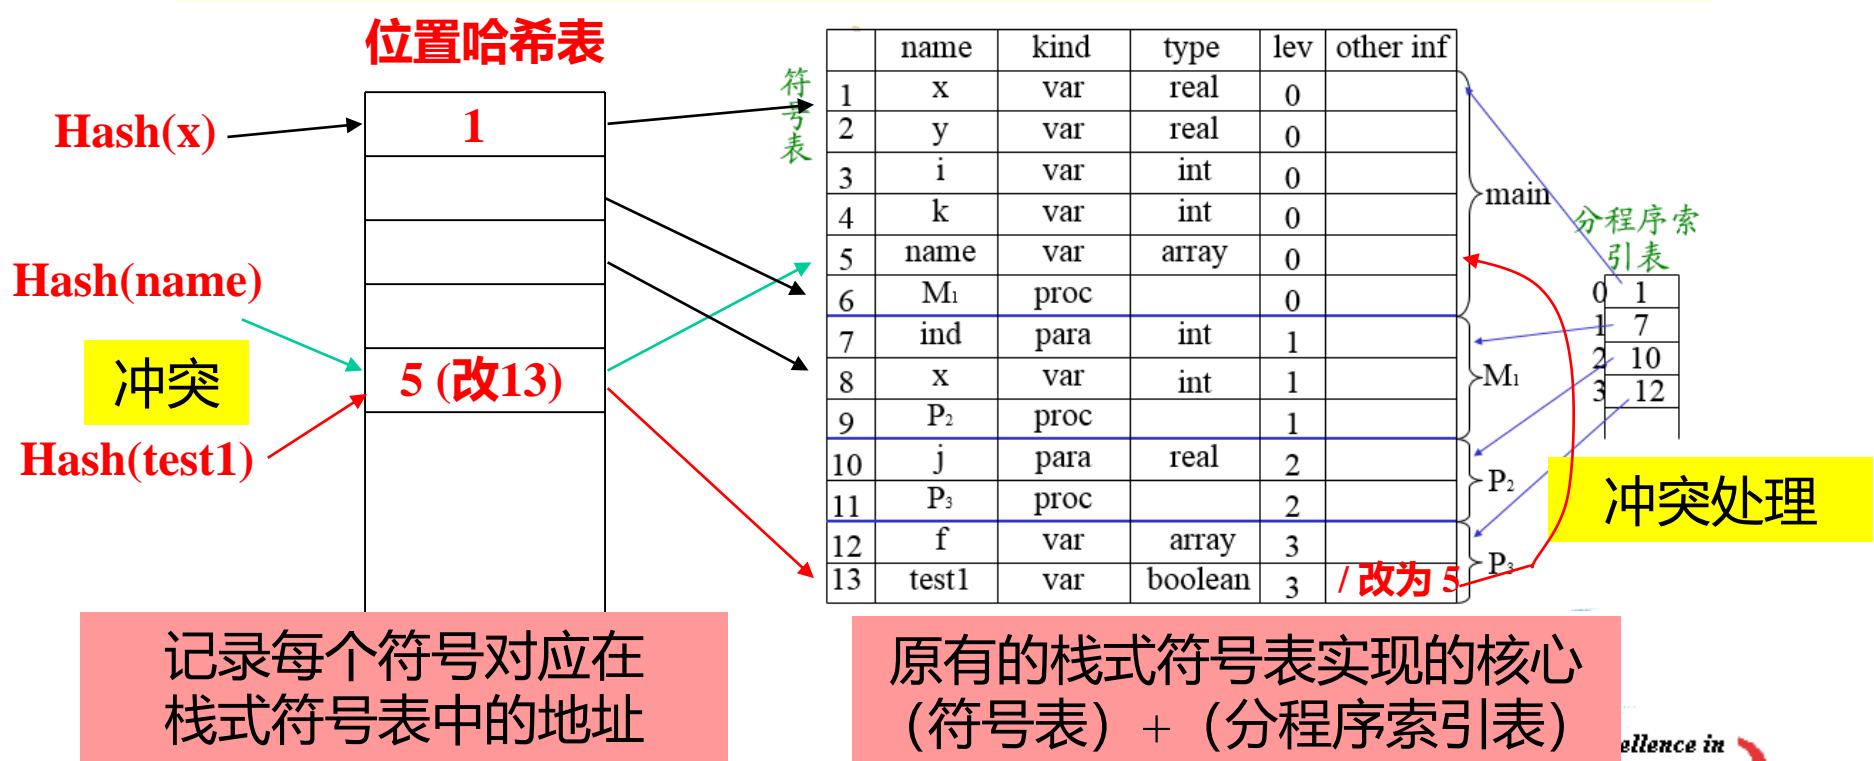 位置哈希表
Hash(x)
1
Hash(name)
冲突
5 (改13)
Hash(test1)
记录每个符号对应在
栈式符号表中的地址
符号表
name kind type lev other inf
1 x var real 0
2 y var real 0
3 i var int 0
4 k var int 0
5 name var array 0
6 M₁ proc 0
7 ind para int 1
8 x var int 1
9 P₂ proc 1
10 j para real 2
11 P₃ proc 2
12 f var array 3
13 test1 var boolean 3 / 改为 5
main
M₁
P₂
P₃
分程序索
引表
0 1
1 7
2 10
3 12
冲突处理
原有的栈式符号表实现的核心
（符号表）+（分程序索引表）
ellence in